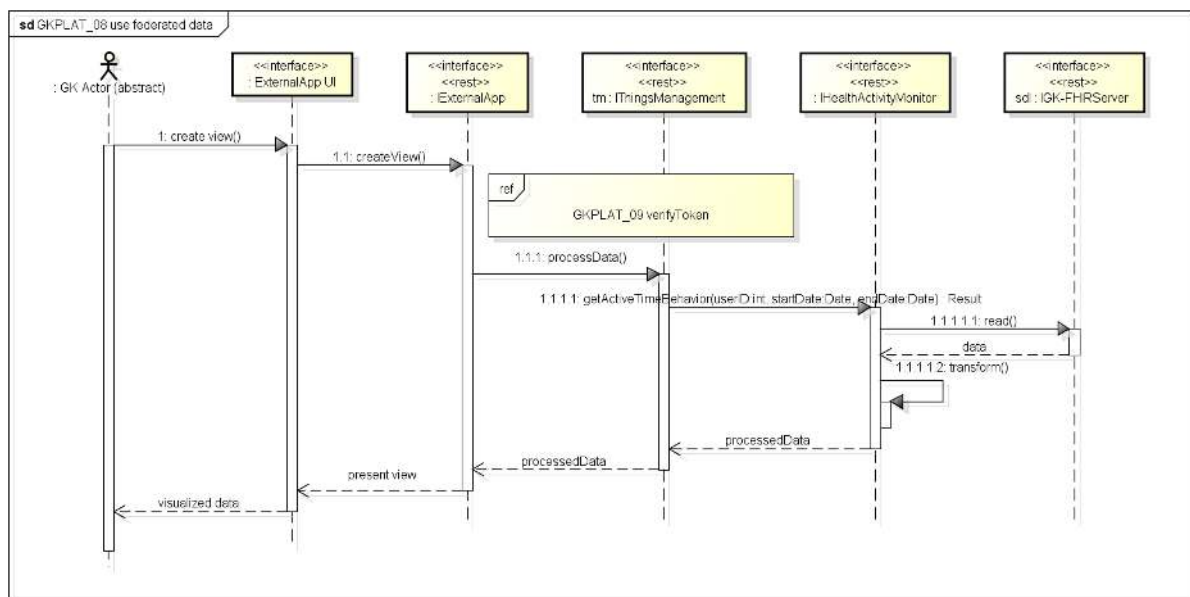 sd GKPLAT_08 use federated data
: GK Actor (abstract)
<<interface>>
: ExternalApp UI
<<interface>>
<<rest>>
: IExternalApp
<<interface>>
<<rest>>
tm : IThingsManagement
<<interface>>
<<rest>>
: IHealthActivityMonitor
<<interface>>
<<rest>>
sdl : IGK-FHRServer
1: create view()
1.1: createView()
ref
GKPLAT_09 verifyToken
1.1.1: processData()
1.1.1.1: getActiveTimeBehavior(userID:int, startDate:Date, endDate:Date) : Result
1.1.1.1.1: read()
data
1.1.1.1.2: transform()
processedData
processedData
present view
visualized data